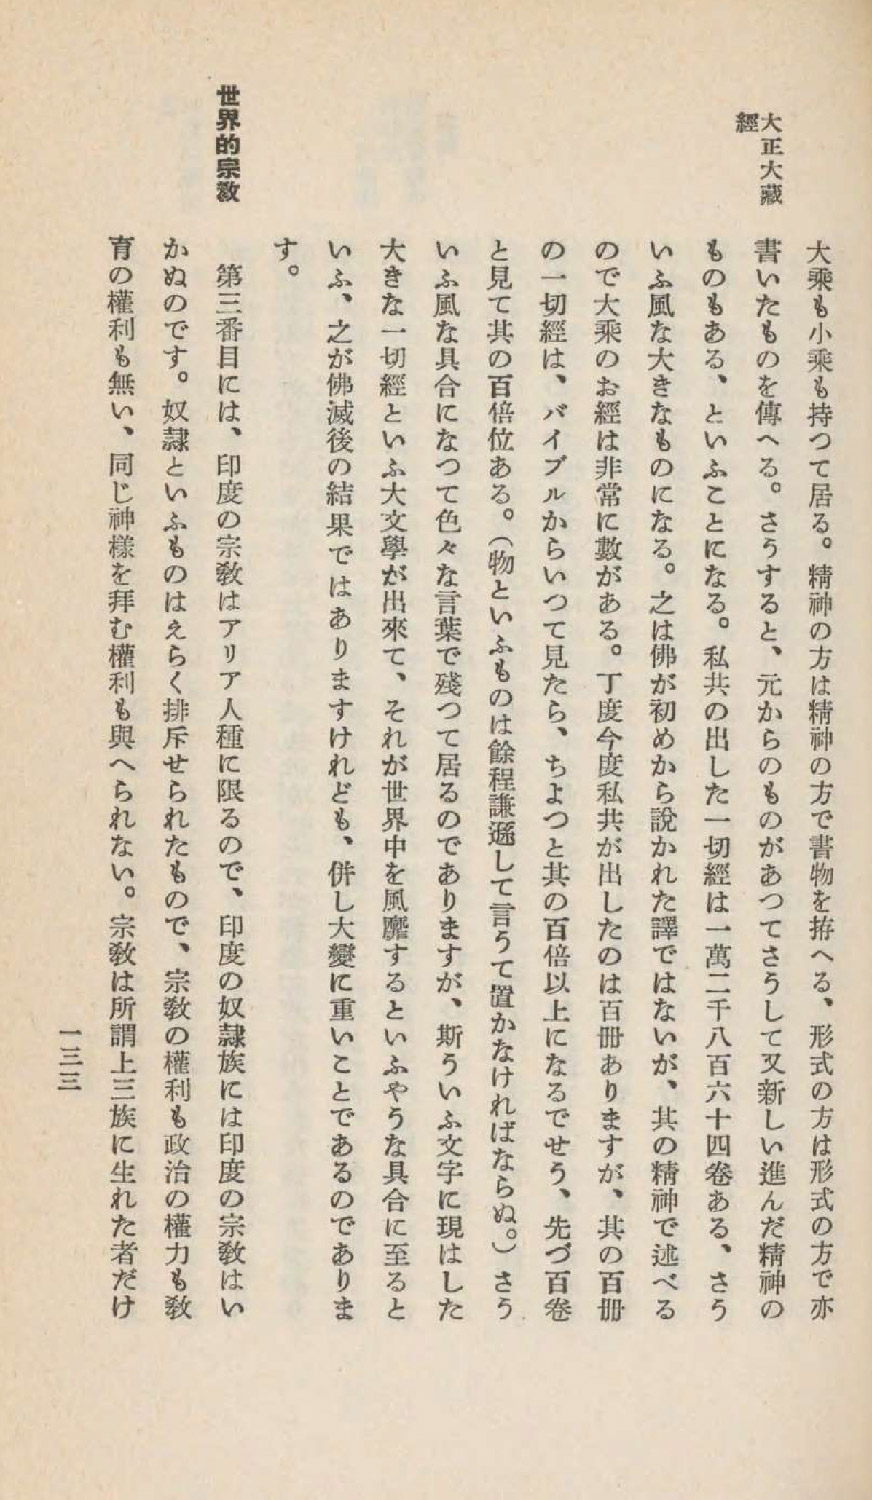 大正大藏
經
大乘も小乘も持つて居る。精神の方は精神の方で書物を拵へる、形式の方は形式の方で亦
書いたものを傳へる。さうすると、元からのものがあつてさうして又新しい進んだ精神の
ものもある、といふことになる。私共の出した一切經は一萬二千八百六十四卷ある、さう
いふ風な大きなものになる。之は佛が初めから說かれた譯ではないが、其の精神で述べる
ので大乘のお經は非常に數がある。丁度今度私共が出したのは百册ありますが、其の百册
の一切經は、バイブルからいつて見たら、ちよつと其の百倍以上になるでせう、先づ百卷
と見て其の百倍位ある。（物といふものは餘程謙遜して言うて置かなければならぬ。）さう
いふ風な具合になつて色々な言葉で殘つて居るのでありますが、斯ういふ文字に現はした
大きな一切經といふ大文學が出來て、それが世界中を風靡するといふやうな具合に至ると
いふ、之が佛滅後の結果ではありますけれども、併し大變に重いことであるのでありま
す。
世界的宗敎
第三番目には、印度の宗敎はアリア人種に限るので、印度の奴隷族には印度の宗敎はい
かぬのです。奴隷といふものはえらく排斥せられたもので、宗敎の權利も政治の權力も敎
育の權利も無い、同じ神樣を拜む權利も與へられない。宗敎は所謂上三族に生れた者だけ
一三三